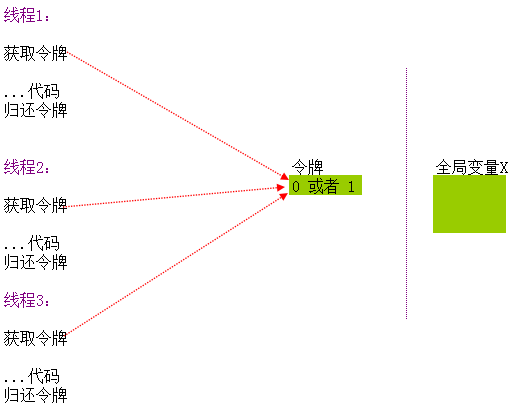 线程1:
获取令牌
...代码
归还令牌
线程2:
获取令牌
...代码
归还令牌
线程3:
获取令牌
...代码
归还令牌
令牌
0 或者 1
全局变量X